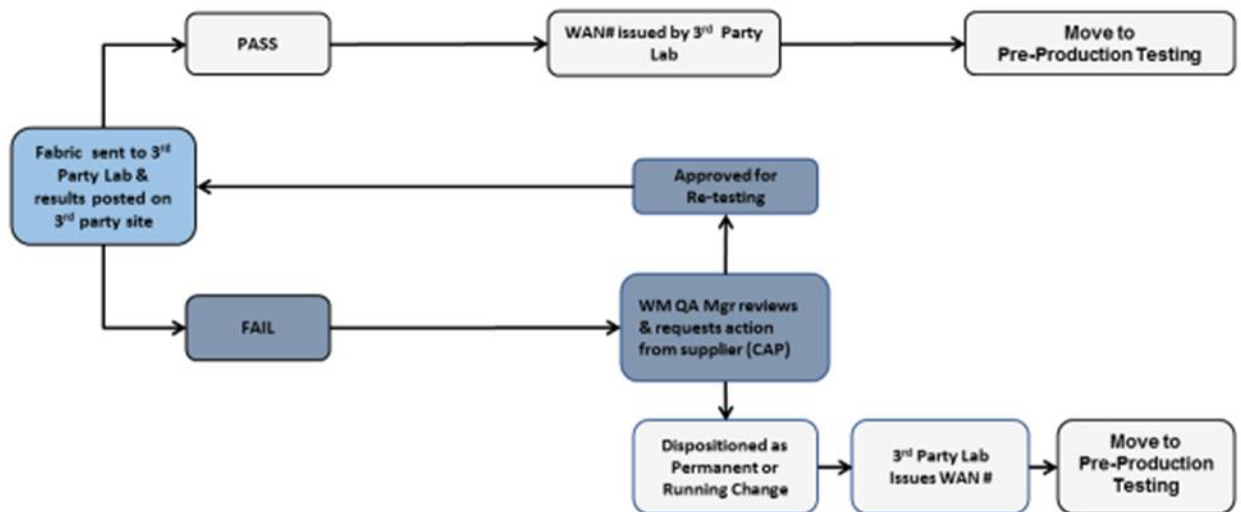 PASS
WAN# issued by 3rd Party
Lab
Move to
Pre-Production Testing
Fabric sent to 3rd
Party Lab &
results posted on
3rd party site
Approved for
Re-testing
FAIL
WM QA Mgr reviews
& requests action
from supplier (CAP)
Dispositioned as
Permanent or
Running Change
3rd Party Lab
Issues WAN #
Move to
Pre-Production
Testing